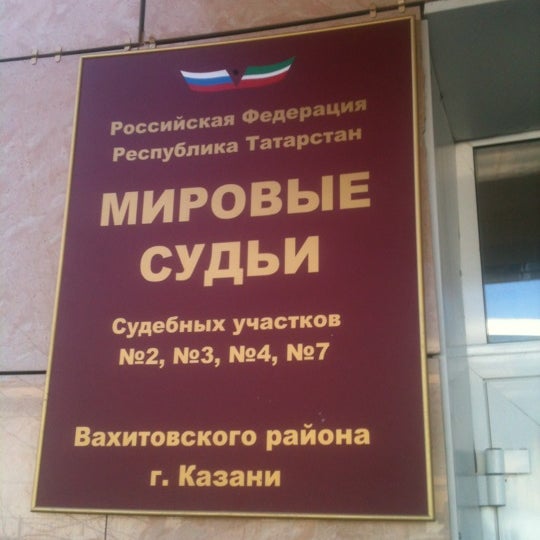 Российская Федерация
Республика Татарстан
МИРОВЫЕ
СУДЬИ
Судебных участков
№2, №3, №4, №7
Вахитовского района
г. Казани